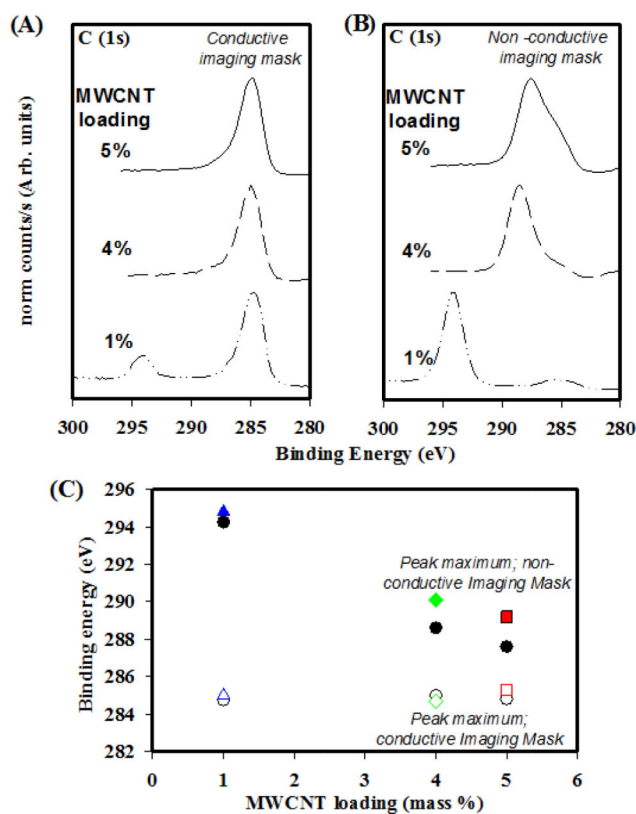 (A)
C (1s)
Conductive
imaging mask
MWCNT
loading
5%
4%
1%
300 295 290 285 280
(B)
C (1s)
Non -conductive
imaging mask
MWCNT
loading
5%
4%
1%
300 295 290 285 280
norm counts/s (Arb. units)
Binding Energy (eV)
(C)
296
294
292
290
288
286
284
282
Binding energy (eV)
Peak maximum; non-
conductive Imaging Mask
Peak maximum;
conductive Imaging Mask
0 1 2 3 4 5 6
MWCNT loading (mass %)